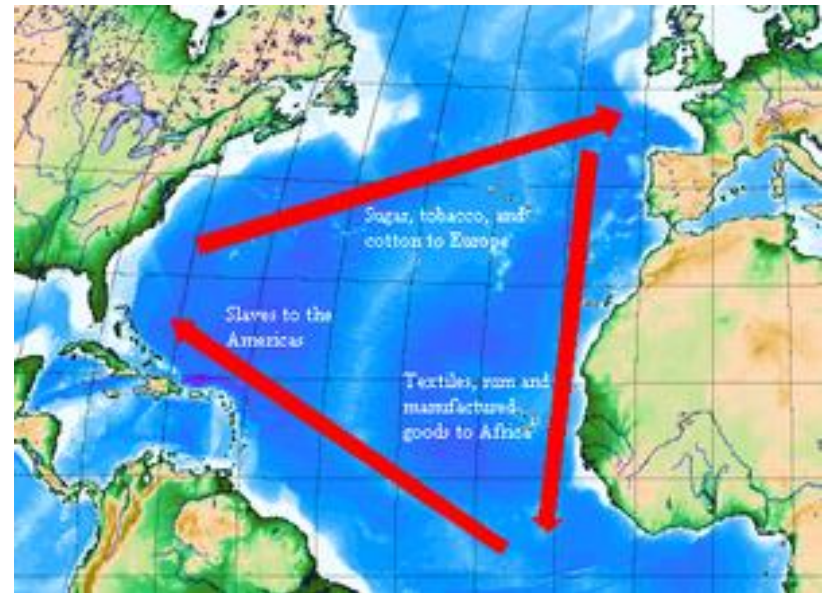 Sugar, tobacco, and
cotton to Europe
Slaves to the
Americas
Textiles, rum and
manufactured
goods to Africa